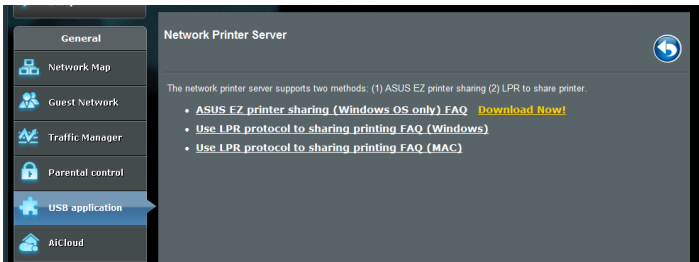 General
Network Map
Guest Network
Traffic Manager
Parental control
USB application
AiCloud
Network Printer Server
The network printer server supports two methods: (1) ASUS EZ printer sharing (2) LPR to share printer.
ASUS EZ printer sharing (Windows OS only) FAQ Download Now!
Use LPR protocol to sharing printing FAQ (Windows)
Use LPR protocol to sharing printing FAQ (MAC)